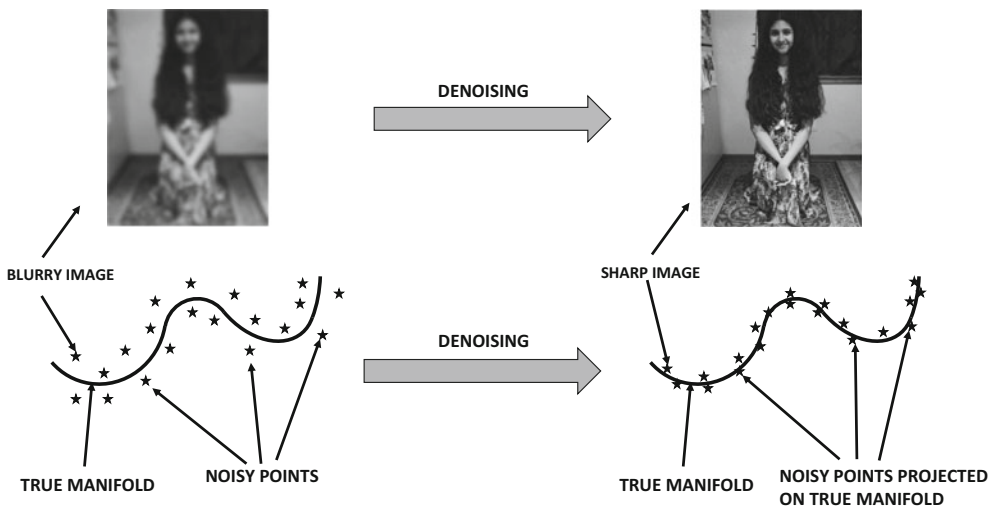 DENOISING
BLURRY IMAGE
SHARP IMAGE
DENOISING
TRUE MANIFOLD
NOISY POINTS
TRUE MANIFOLD
NOISY POINTS PROJECTED
ON TRUE MANIFOLD